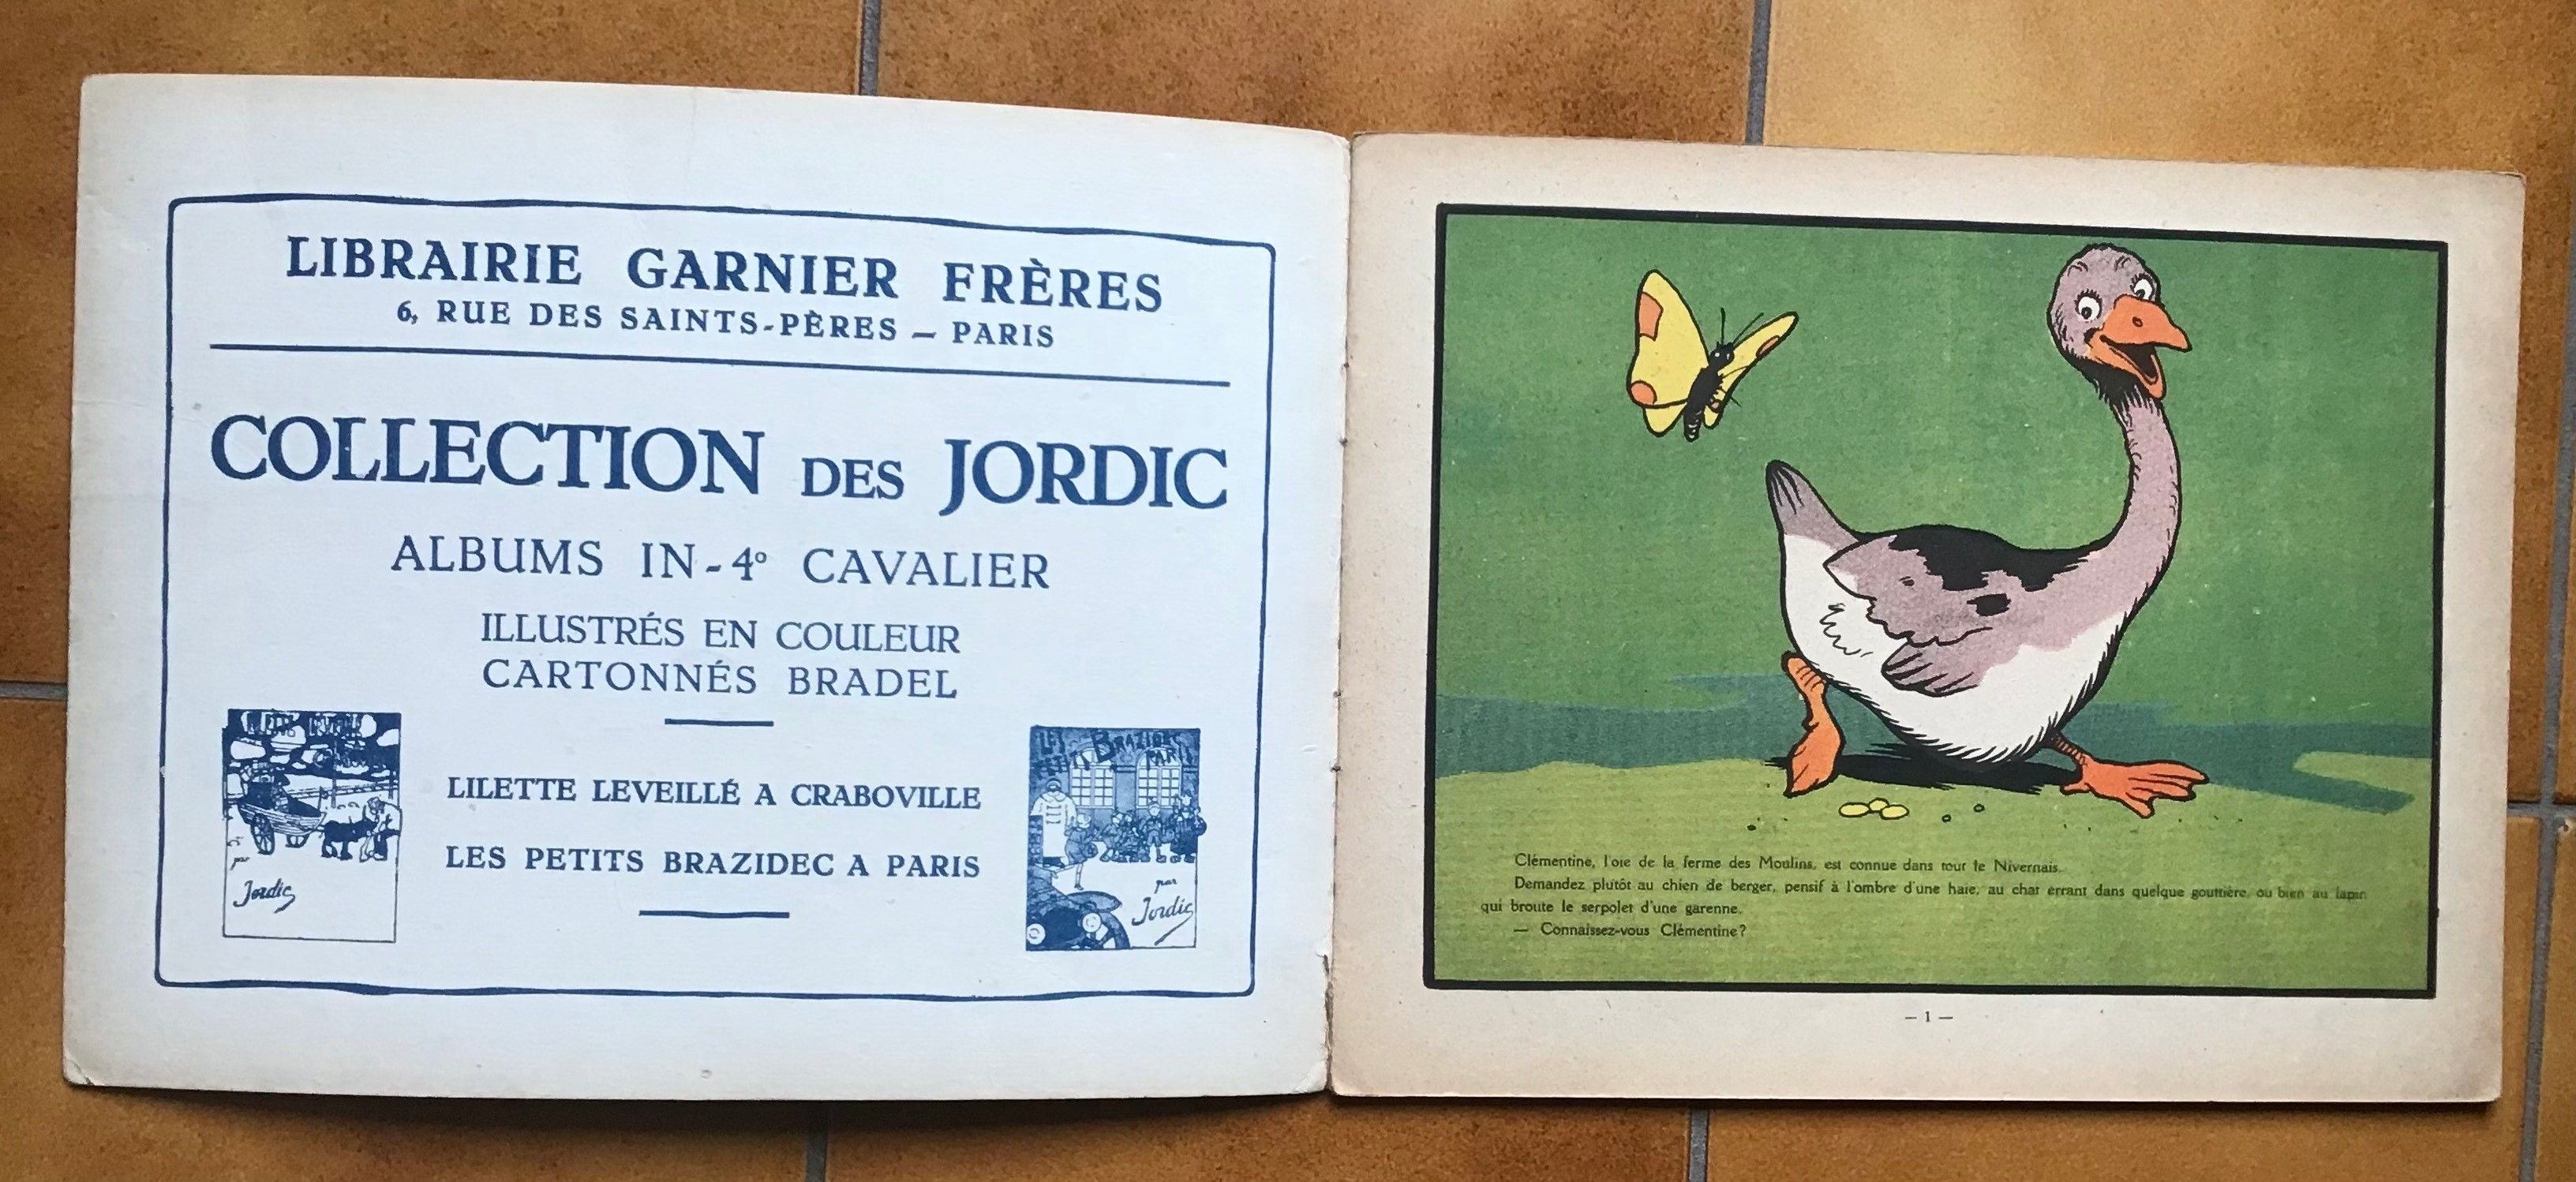 LIBRAIRIE GARNIER FRÈRES
6, RUE DES SAINTS-PÈRES — PARIS
COLLECTION DES JORDIC
ALBUMS IN-4º CAVALIER
ILLUSTRÉS EN COULEUR
CARTONNÉS BRADEL
LILETTE LEVEILLÉ A CRABOVILLE
LES PETITS BRAZIDEC A PARIS
par
Jordic
LES
PETITS BRAZIDEC
PARIS
par
Jordic
Clémentine, l'oie de la ferme des Moulins, est connue dans tout le Nivernais.
Demandez plutôt au chien de berger, pensif à l'ombre d'une haie, au chat errant dans quelque gouttière, ou bien au lapin
qui broute le serpolet d'une garenne.
— Connaissez-vous Clémentine?
— 1 —